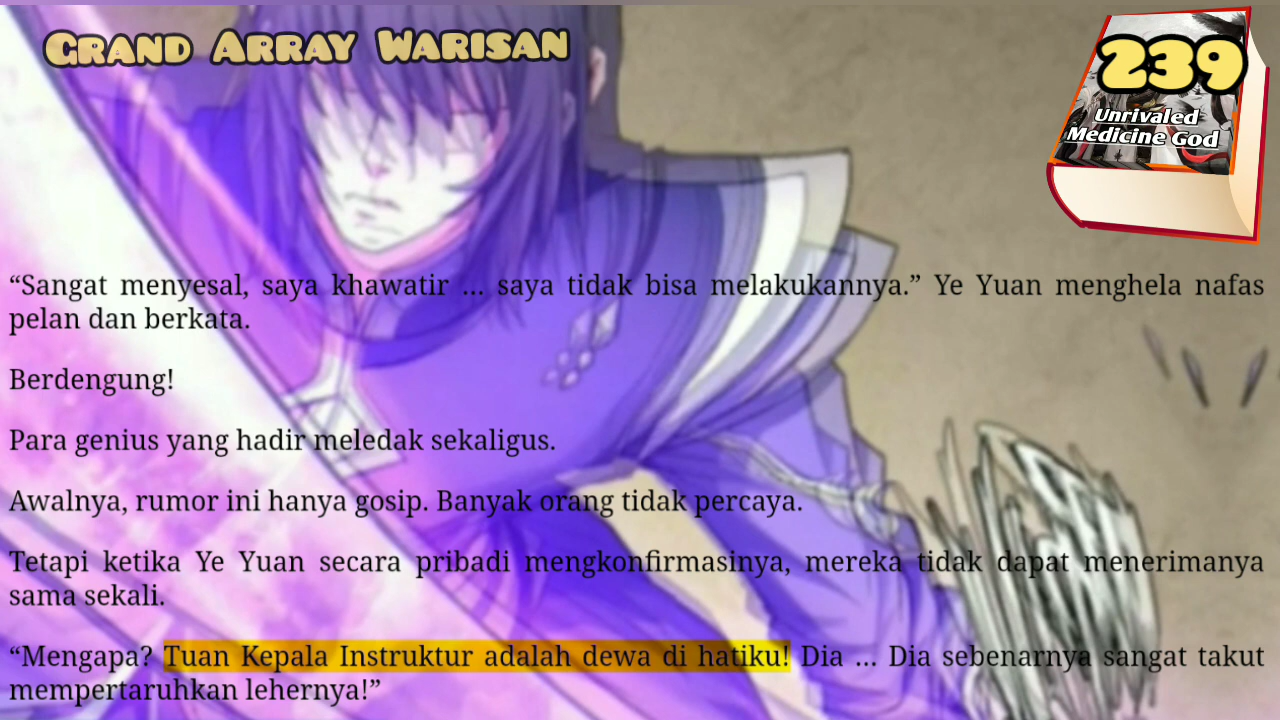 Grand Array Warisan
239
Unrivaled
Medicine God
“Sangat menyesal, saya khawatir ... saya tidak bisa melakukannya.” Ye Yuan menghela nafas
pelan dan berkata.
Berdengung!
Para genius yang hadir meledak sekaligus.
Awalnya, rumor ini hanya gosip. Banyak orang tidak percaya.
Tetapi ketika Ye Yuan secara pribadi mengkonfirmasinya, mereka tidak dapat menerimanya
sama sekali.
“Mengapa? Tuan Kepala Instruktur adalah dewa di hatiku! Dia ... Dia sebenarnya sangat takut
mempertaruhkan lehernya!”